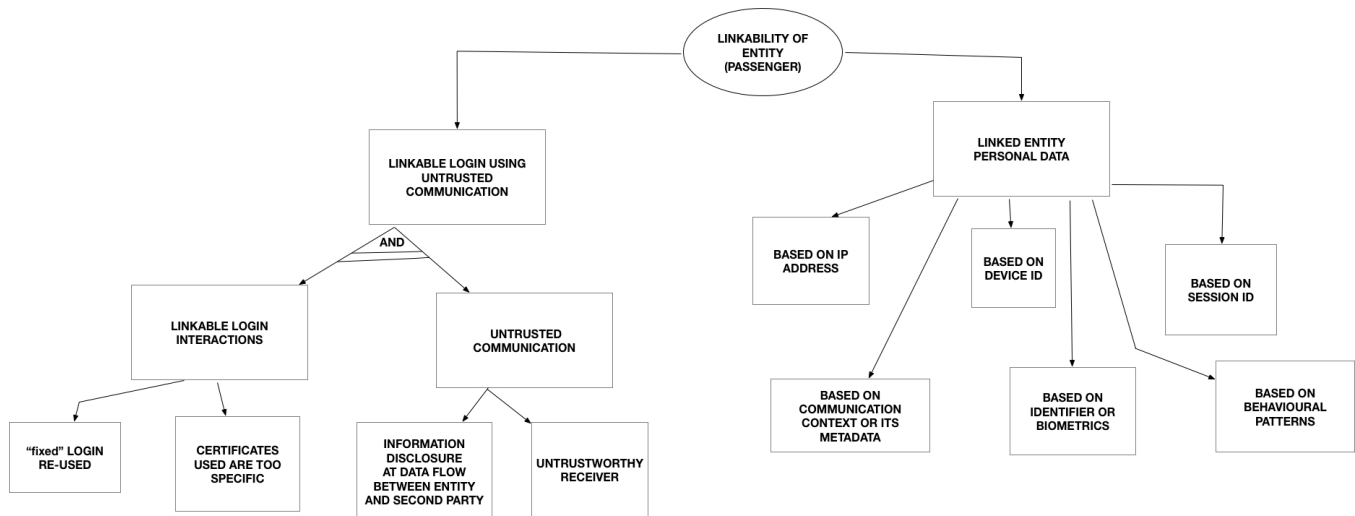 LINKABILITY OF
ENTITY
(PASSENGER)
LINKABLE LOGIN USING
UNTRUSTED
COMMUNICATION
LINKED ENTITY
PERSONAL DATA
AND
BASED ON IP
ADDRESS
BASED ON
DEVICE ID
BASED ON
SESSION ID
LINKABLE LOGIN
INTERACTIONS
UNTRUSTED
COMMUNICATION
BASED ON
COMMUNICATION
CONTEXT OR ITS
METADATA
BASED ON
IDENTIFIER OR
BIOMETRICS
BASED ON
BEHAVIOURAL
PATTERNS
“fixed” LOGIN
RE-USED
CERTIFICATES
USED ARE TOO
SPECIFIC
INFORMATION
DISCLOSURE
AT DATA FLOW
BETWEEN ENTITY
AND SECOND PARTY
UNTRUSTWORTHY
RECEIVER